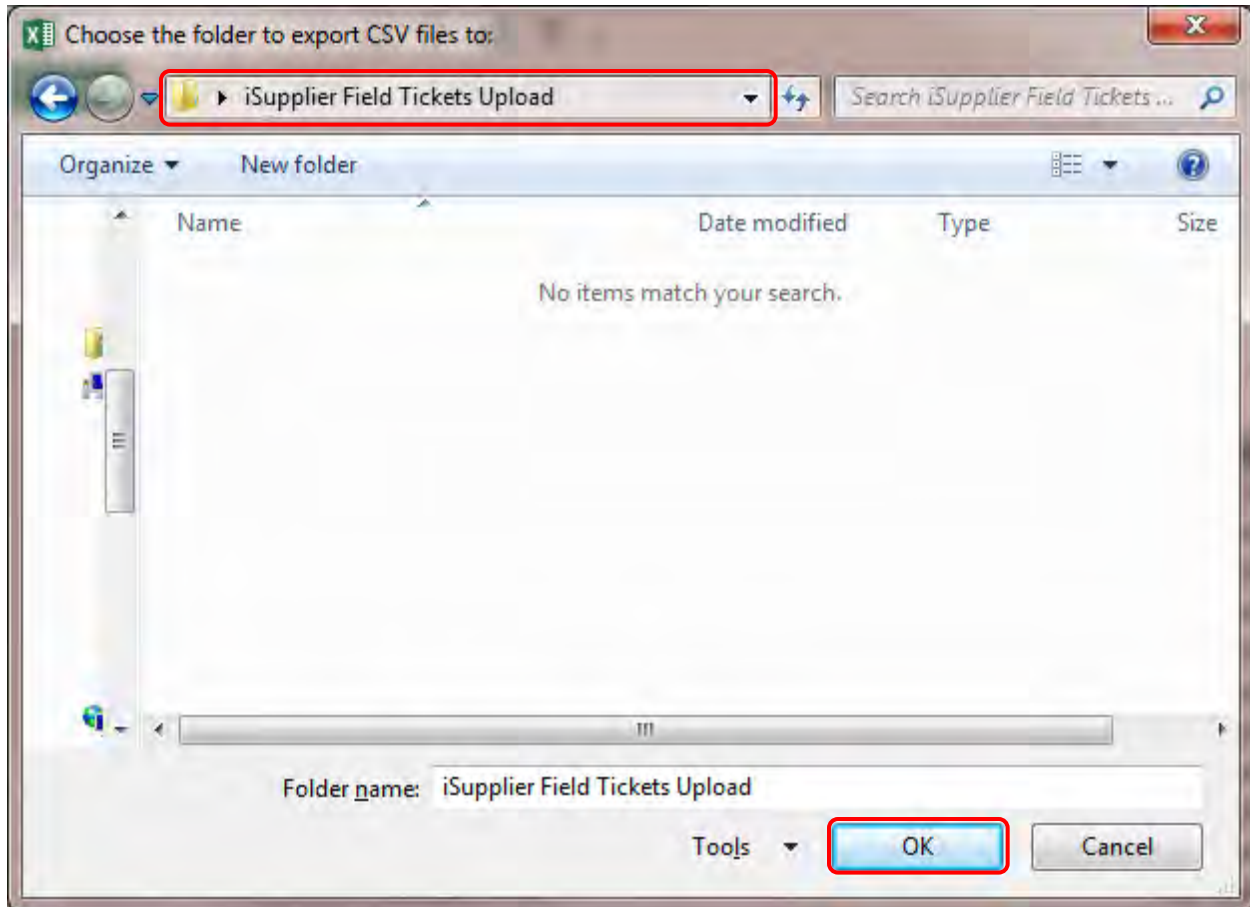 Choose the folder to export CSV files to:
iSupplier Field Tickets Upload
Search iSupplier Field Tickets ...
Organize New folder
Name Date modified Type Size
No items match your search.
Folder name: iSupplier Field Tickets Upload
Tools OK Cancel